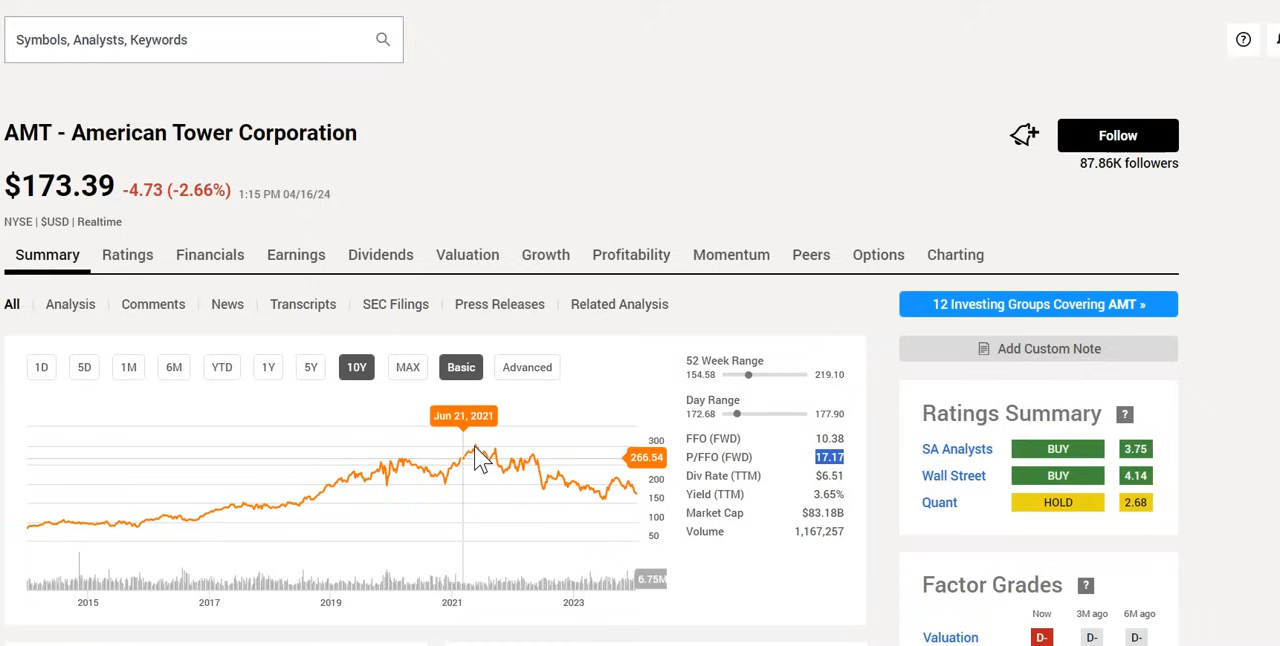 Symbols, Analysts, Keywords
AMT - American Tower Corporation
Follow
87.86K followers
$173.39 -4.73 (-2.66%) 1:15 PM 04/16/24
NYSE | $USD | Realtime
Summary Ratings Financials Earnings Dividends Valuation Growth Profitability Momentum Peers Options Charting
All Analysis Comments News Transcripts SEC Filings Press Releases Related Analysis
12 Investing Groups Covering AMT »
Add Custom Note
1D 5D 1M 6M YTD 1Y 5Y 10Y MAX Basic Advanced
Jun 21, 2021
300
266.54
200
150
100
50
6.75M
2015 2017 2019 2021 2023
52 Week Range
154.58 219.10
Day Range
172.68 177.90
FFO (FWD) 10.38
P/FFO (FWD) 17.17
Div Rate (TTM) $6.51
Yield (TTM) 3.65%
Market Cap $83.18B
Volume 1,167,257
Ratings Summary ?
SA Analysts BUY 3.75
Wall Street BUY 4.14
Quant HOLD 2.68
Factor Grades ?
Now 3M ago 6M ago
Valuation D- D- D-